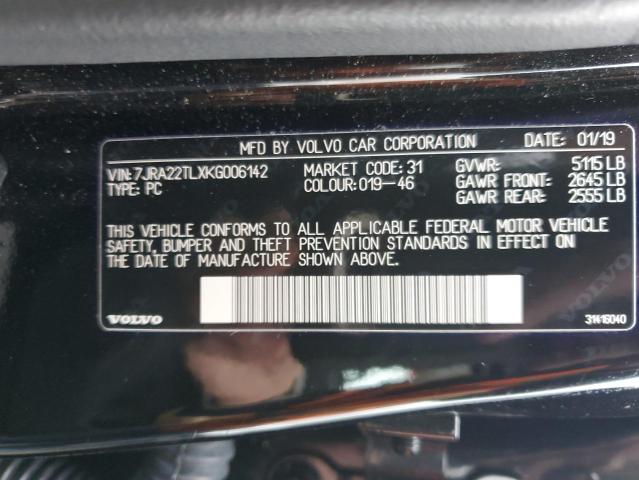 MFD BY VOLVO CAR CORPORATION DATE: 01/19
VIN:7JRA22TLXKG006142 MARKET CODE:31 GVWR: 5115 LB
TYPE: PC COLOUR:019-46 GAWR FRONT: 2645 LB
GAWR REAR: 2555 LB
THIS VEHICLE CONFORMS TO ALL APPLICABLE FEDERAL MOTOR VEHICLE
SAFETY, BUMPER AND THEFT PREVENTION STANDARDS IN EFFECT ON
THE DATE OF MANUFACTURE SHOWN ABOVE.
VOLVO 31416040